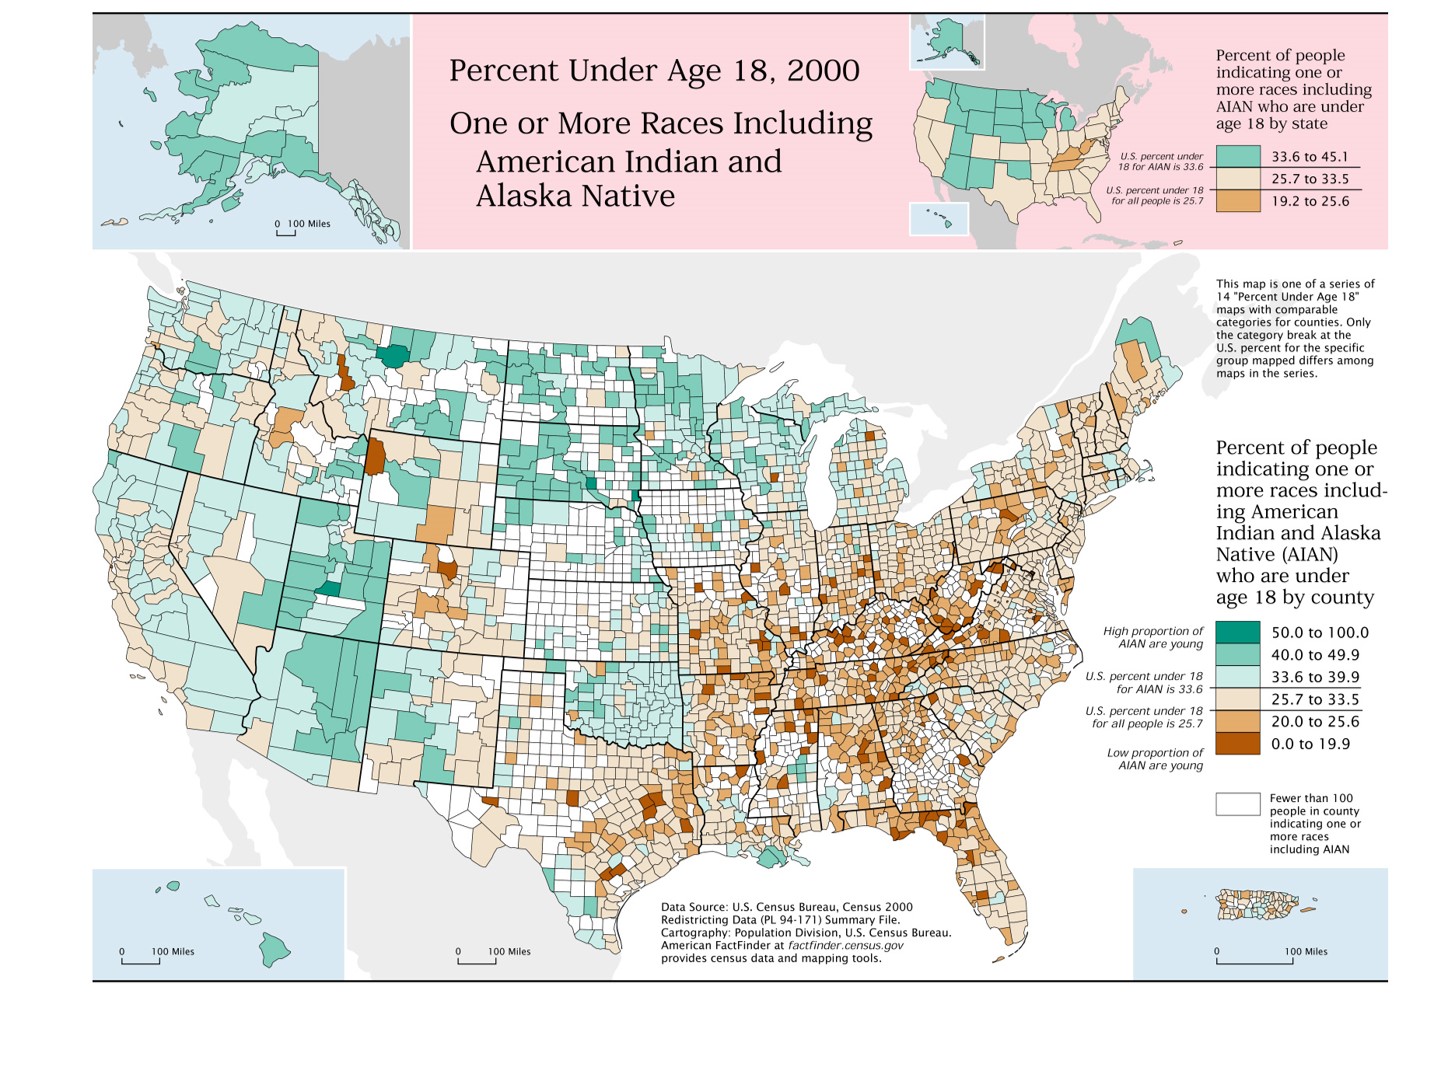 Percent Under Age 18, 2000
One or More Races Including
American Indian and
Alaska Native
0 100 Miles
Percent of people
indicating one or
more races including
AIAN who are under
age 18 by state
U.S. percent under
18 for AIAN is 33.6
U.S. percent under 18
for all people is 25.7
33.6 to 45.1
25.7 to 33.5
19.2 to 25.6
This map is one of a series of
14 "Percent Under Age 18"
maps with comparable
categories for counties. Only
the category break at the
U.S. percent for the specific
group mapped differs among
maps in the series.
Percent of people
indicating one or
more races includ-
ing American
Indian and Alaska
Native (AIAN)
who are under
age 18 by county
High proportion of
AIAN are young
U.S. percent under 18
for AIAN is 33.6
U.S. percent under 18
for all people is 25.7
Low proportion of
AIAN are young
50.0 to 100.0
40.0 to 49.9
33.6 to 39.9
25.7 to 33.5
20.0 to 25.6
0.0 to 19.9
Fewer than 100
people in county
indicating one or
more races
including AIAN
Data Source: U.S. Census Bureau, Census 2000
Redistricting Data (PL 94-171) Summary File.
Cartography: Population Division, U.S. Census Bureau.
American FactFinder at factfinder.census.gov
provides census data and mapping tools.
0 100 Miles
0 100 Miles
0 100 Miles